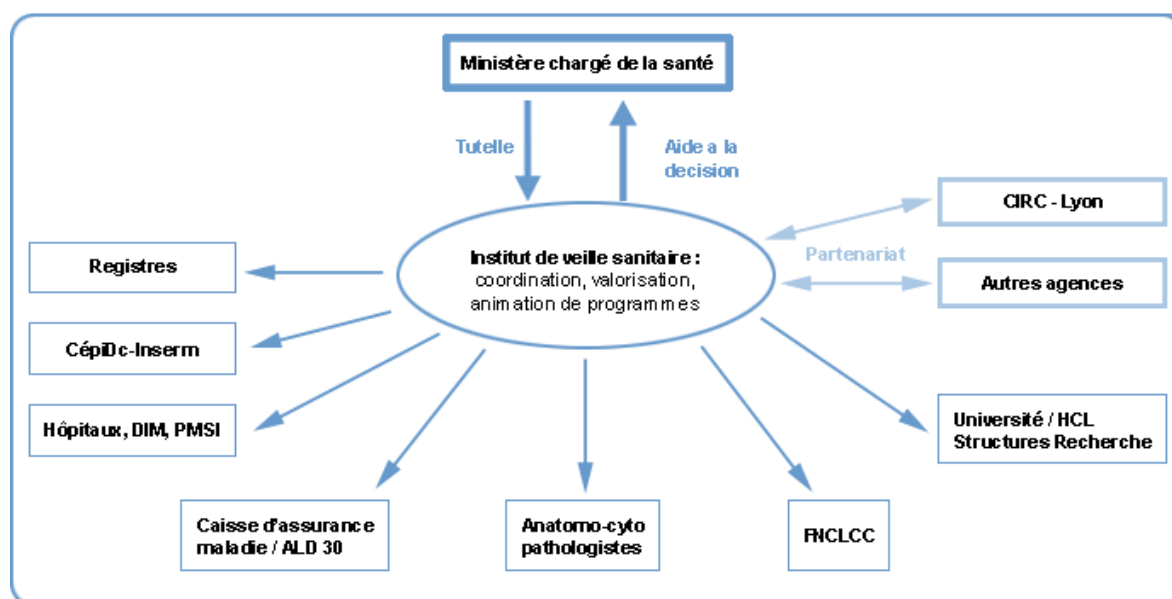 Ministère chargé de la santé
Tutelle
Aide a la
decision
CIRC - Lyon
Partenariat
Autres agences
Institut de veille sanitaire :
coordination, valorisation,
animation de programmes
Registres
CépiDc-Inserm
Hôpitaux, DIM, PMSI
Université / HCL
Structures Recherche
Caisse d'assurance
maladie / ALD 30
Anatomo-cyto
pathologistes
FNCLCC